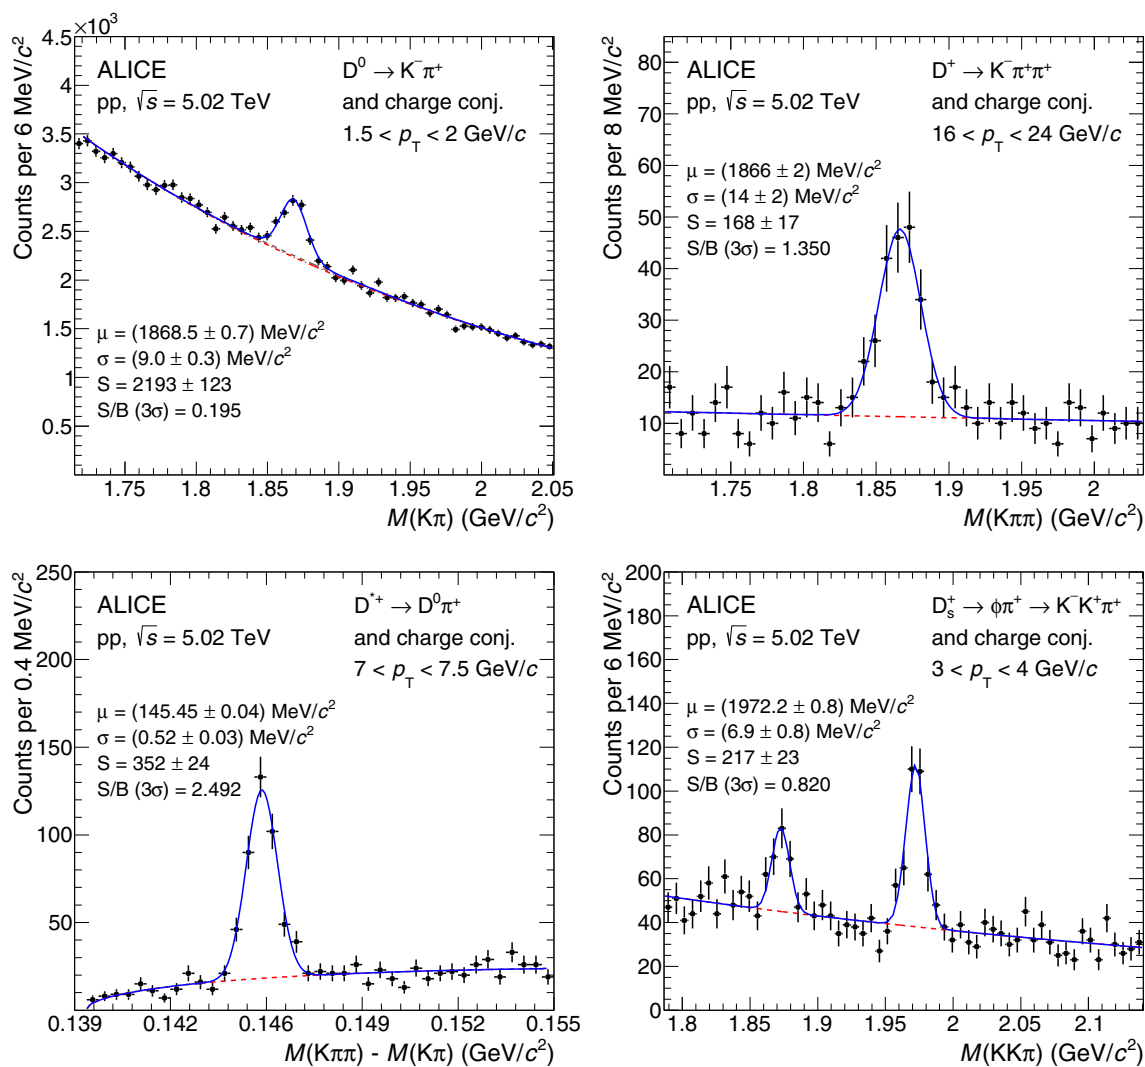 ×10³
Counts per 6 MeV/c²
4.5
4
3.5
3
2.5
2
1.5
1
0.5
ALICE
pp, √s = 5.02 TeV
D⁰ → K⁻π⁺
and charge conj.
1.5 < p_T < 2 GeV/c
μ = (1868.5 ± 0.7) MeV/c²
σ = (9.0 ± 0.3) MeV/c²
S = 2193 ± 123
S/B (3σ) = 0.195
1.75 1.8 1.85 1.9 1.95 2 2.05
M(Kπ) (GeV/c²)
Counts per 8 MeV/c²
80
70
60
50
40
30
20
10
ALICE
pp, √s = 5.02 TeV
D⁺ → K⁻π⁺π⁺
and charge conj.
16 < p_T < 24 GeV/c
μ = (1866 ± 2) MeV/c²
σ = (14 ± 2) MeV/c²
S = 168 ± 17
S/B (3σ) = 1.350
1.75 1.8 1.85 1.9 1.95 2
M(Kππ) (GeV/c²)
Counts per 0.4 MeV/c²
250
200
150
100
50
ALICE
pp, √s = 5.02 TeV
D*⁺ → D⁰π⁺
and charge conj.
7 < p_T < 7.5 GeV/c
μ = (145.45 ± 0.04) MeV/c²
σ = (0.52 ± 0.03) MeV/c²
S = 352 ± 24
S/B (3σ) = 2.492
0.139 0.142 0.146 0.149 0.152 0.155
M(Kππ) - M(Kπ) (GeV/c²)
Counts per 6 MeV/c²
200
180
160
140
120
100
80
60
40
20
0
ALICE
pp, √s = 5.02 TeV
D_s⁺ → ϕπ⁺ → K⁻K⁺π⁺
and charge conj.
3 < p_T < 4 GeV/c
μ = (1972.2 ± 0.8) MeV/c²
σ = (6.9 ± 0.8) MeV/c²
S = 217 ± 23
S/B (3σ) = 0.820
1.8 1.85 1.9 1.95 2 2.05 2.1
M(KKπ) (GeV/c²)